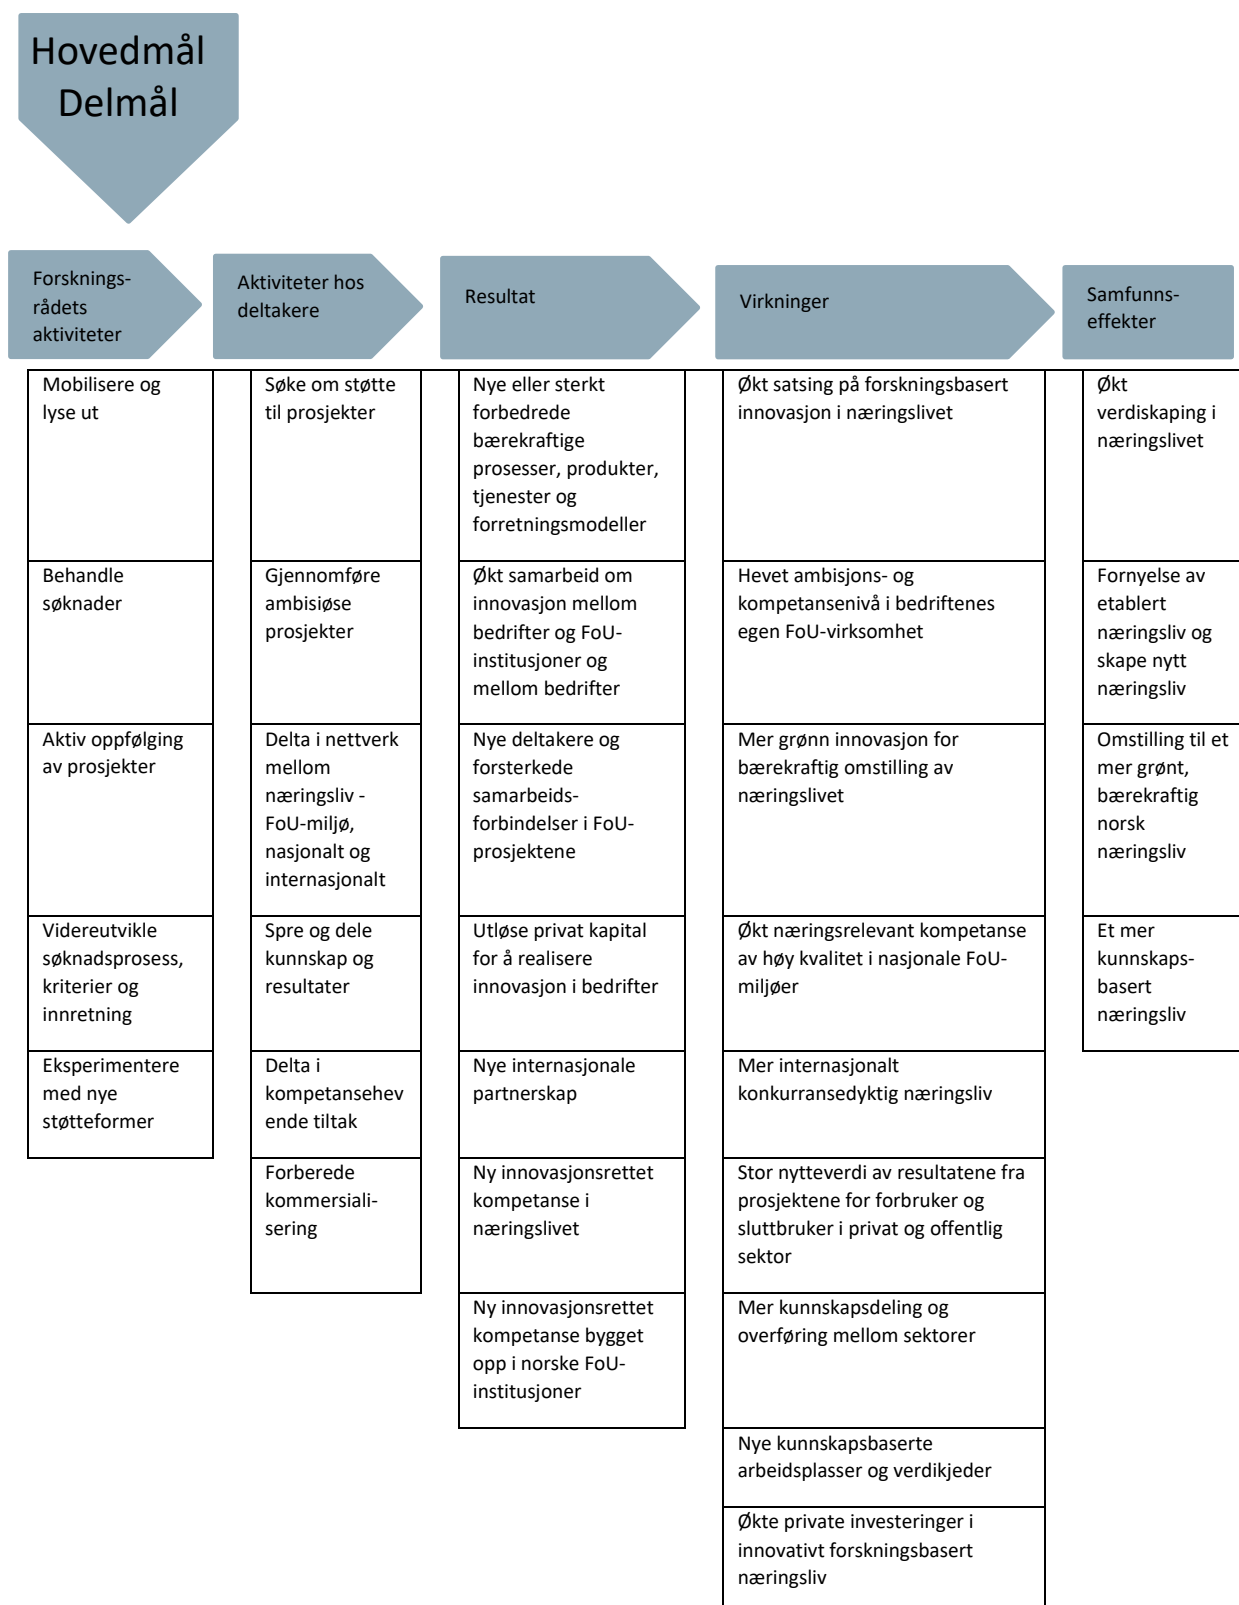 Hovedmål
Delmål
Forsknings-
rådets
aktiviteter
Aktiviteter hos
deltakere
Resultat
Virkninger
Samfunns-
effekter
Mobilisere og
lyse ut
Søke om støtte
til prosjekter
Nye eller sterkt
forbedrede
bærekraftige
prosesser, produkter,
tjenester og
forretningsmodeller
Økt satsing på forskningsbasert
innovasjon i næringslivet
Økt
verdiskaping i
næringslivet
Behandle
søknader
Gjennomføre
ambisiøse
prosjekter
Økt samarbeid om
innovasjon mellom
bedrifter og FoU-
institusjoner og
mellom bedrifter
Hevet ambisjons- og
kompetansenivå i bedriftenes
egen FoU-virksomhet
Fornyelse av
etablert
næringsliv og
skape nytt
næringsliv
Aktiv oppfølging
av prosjekter
Delta i nettverk
mellom
næringsliv -
FoU-miljø,
nasjonalt og
internasjonalt
Nye deltakere og
forsterkede
samarbeids-
forbindelser i FoU-
prosjektene
Mer grønn innovasjon for
bærekraftig omstilling av
næringslivet
Omstilling til et
mer grønt,
bærekraftig
norsk
næringsliv
Videreutvikle
søknadsprosess,
kriterier og
innretning
Spre og dele
kunnskap og
resultater
Utløse privat kapital
for å realisere
innovasjon i bedrifter
Økt næringsrelevant kompetanse
av høy kvalitet i nasjonale FoU-
miljøer
Et mer
kunnskaps-
basert
næringsliv
Eksperimentere
med nye
støtteformer
Delta i
kompetansehev
ende tiltak
Nye internasjonale
partnerskap
Mer internasjonalt
konkurransedyktig næringsliv
Forberede
kommersiali-
sering
Ny innovasjonsrettet
kompetanse i
næringslivet
Stor nytteverdi av resultatene fra
prosjektene for forbruker og
sluttbruker i privat og offentlig
sektor
Ny innovasjonsrettet
kompetanse bygget
opp i norske FoU-
institusjoner
Mer kunnskapsdeling og
overføring mellom sektorer
Nye kunnskapsbaserte
arbeidsplasser og verdikjeder
Økte private investeringer i
innovativt forskningsbasert
næringsliv